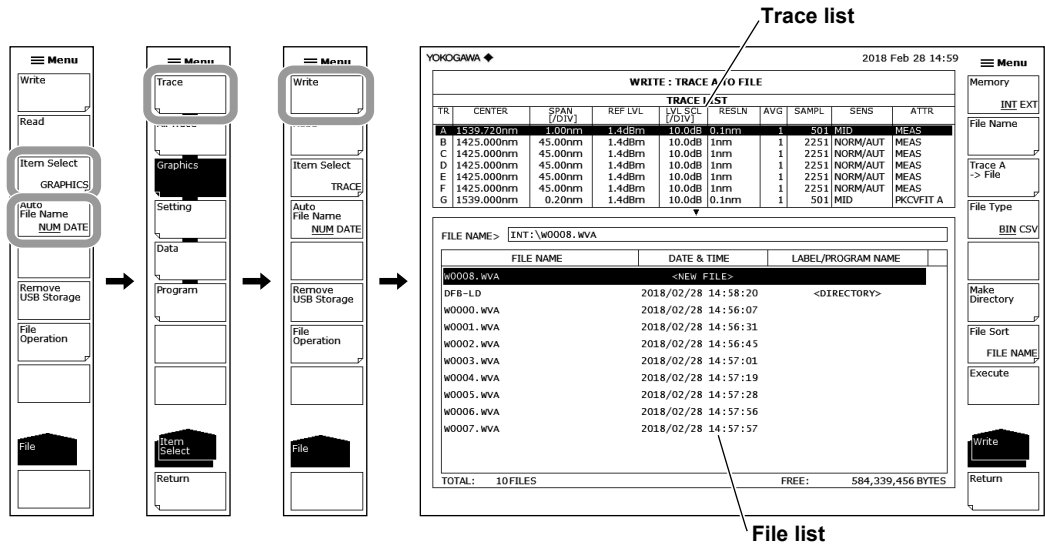 Trace list
Menu
Write
Read
Item Select
GRAPHICS
Auto
File Name
NUM DATE
Remove
USB Storage
File
Operation
File
Menu
Trace
All Trace
Graphics
Setting
Data
Program
Item
Select
Return
Menu
Write
Read
Item Select
TRACE
Auto
File Name
NUM DATE
Remove
USB Storage
File
Operation
File
YOKOGAWA 2018 Feb 28 14:59
WRITE : TRACE A TO FILE
TRACE LIST
TR CENTER SPAN [/DIV] REF LVL LVL SCL [/DIV] RESLN AVG SAMPL SENS ATTR
A 1539.720nm 1.00nm 1.4dBm 10.0dB 0.1nm 1 501 MID MEAS
B 1425.000nm 45.00nm 1.4dBm 10.0dB 1nm 1 2251 NORM/AUT MEAS
C 1425.000nm 45.00nm 1.4dBm 10.0dB 1nm 1 2251 NORM/AUT MEAS
D 1425.000nm 45.00nm 1.4dBm 10.0dB 1nm 1 2251 NORM/AUT MEAS
E 1425.000nm 45.00nm 1.4dBm 10.0dB 1nm 1 2251 NORM/AUT MEAS
F 1425.000nm 45.00nm 1.4dBm 10.0dB 1nm 1 2251 NORM/AUT MEAS
G 1539.000nm 0.20nm 1.4dBm 10.0dB 0.1nm 1 501 MID PKCVFIT A
FILE NAME> INT:\W0008.WVA
FILE NAME DATE & TIME LABEL/PROGRAM NAME
W0008.WVA <NEW FILE>
DFB-LD 2018/02/28 14:58:20 <DIRECTORY>
W0000.WVA 2018/02/28 14:56:07
W0001.WVA 2018/02/28 14:56:31
W0002.WVA 2018/02/28 14:56:45
W0003.WVA 2018/02/28 14:57:01
W0004.WVA 2018/02/28 14:57:19
W0005.WVA 2018/02/28 14:57:28
W0006.WVA 2018/02/28 14:57:56
W0007.WVA 2018/02/28 14:57:57
TOTAL: 10FILES FREE: 584,339,456 BYTES
Menu
Memory
INT EXT
File Name
Trace A
-> File
File Type
BIN CSV
Make
Directory
File Sort
FILE NAME
Execute
Write
Return
File list